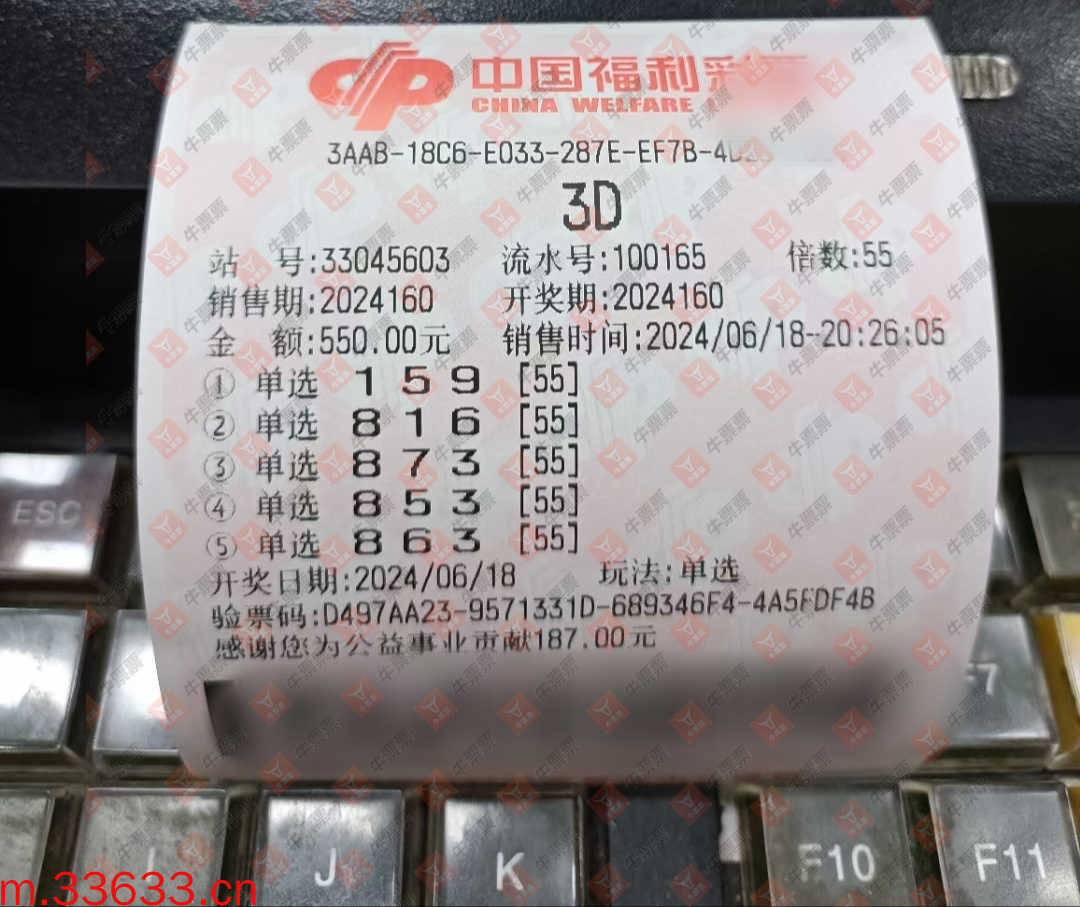 中国福利彩
CHINA WELFARE
3AAB-18C6-E033-287E-EF7B-4
3D
站 号:33045603 流水号:100165 倍数:55
销售期:2024160 开奖期:2024160
金 额:550.00元 销售时间:2024/06/18-20:26:05
① 单选 1 5 9 [55]
② 单选 8 1 6 [55]
③ 单选 8 7 3 [55]
④ 单选 8 5 3 [55]
⑤ 单选 8 6 3 [55]
开奖日期:2024/06/18 玩法:单选
验票码:D497AA23-9571331D-689346F4-4A5FDF4B
感谢您为公益事业贡献187.00元
ESC
F7
J
K
F10
F11
m.33633.cn
牛票票